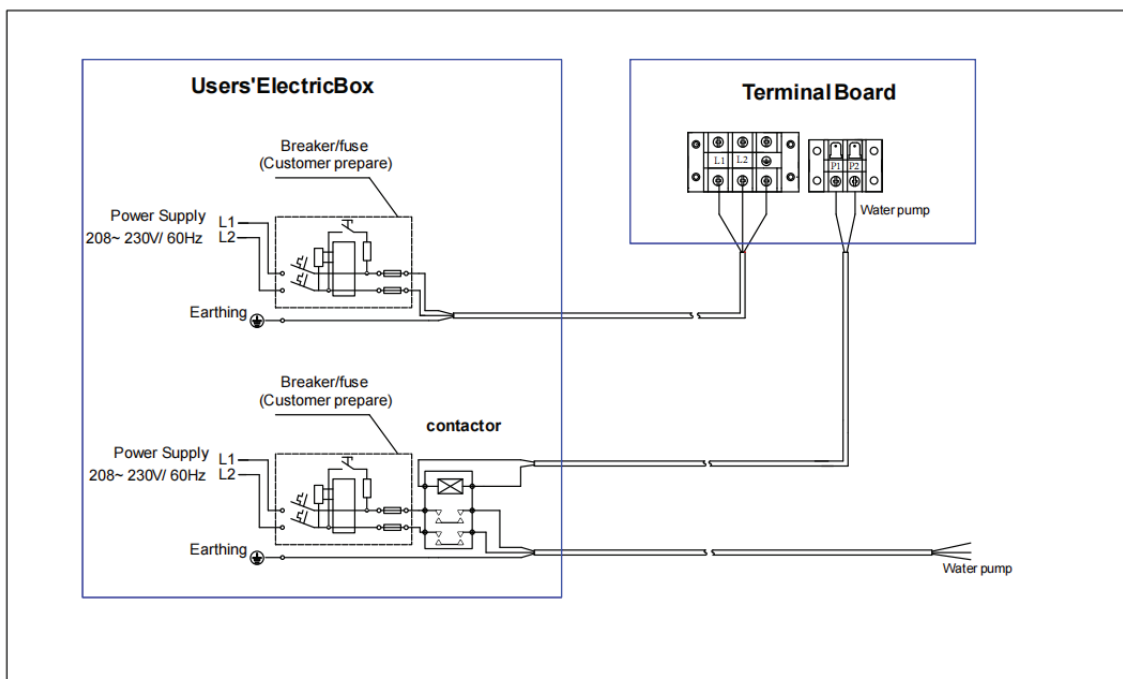 Users'ElectricBox
Breaker/fuse
(Customer prepare)
Power Supply L1
208~ 230V/ 60Hz L2
Earthing
Terminal Board
L1 L2
P1 P2
Water pump
Breaker/fuse
(Customer prepare)
contactor
Power Supply L1
208~ 230V/ 60Hz L2
Earthing
Water pump